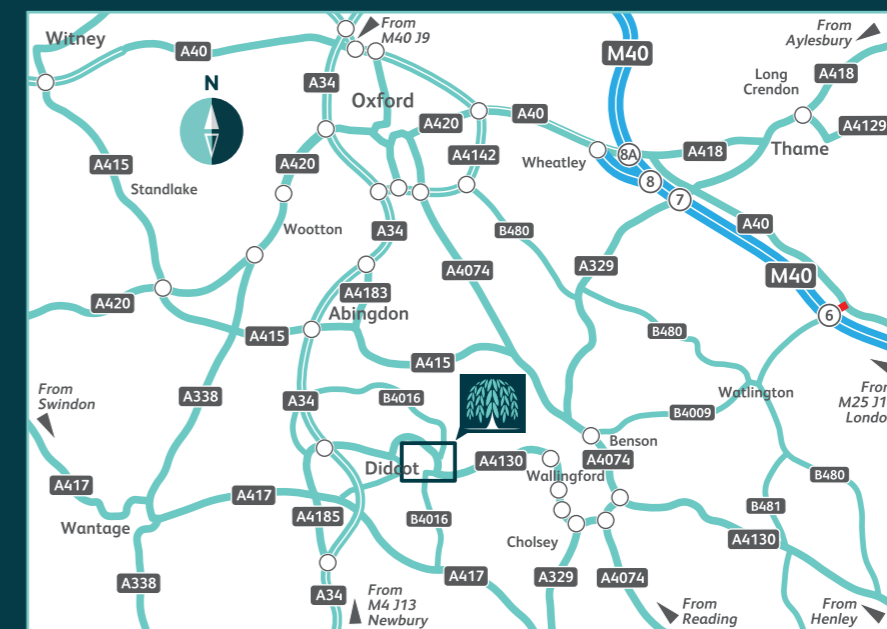 From
M40 J9
Witney
A40
M40
From
Aylesbury
Long
Crendon
A418
N
A34
Oxford
A420
A40
A4129
A4142
Wheatley
8A
A418
Thame
A415
A420
Standlake
8
7
Wootton
A34
B480
A40
A4074
A329
M40
A4183
A420
Abingdon
6
A415
B480
A415
From
Swindon
A338
A34
B4016
Watlington
From
M25 J1
Londo
B4009
Benson
Didcot
A4130
A4074
Wallingford
A417
A417
B480
B481
Wantage
A4185
B4016
Cholsey
A4130
A338
A417
A329
A4074
A34
From
M4 J13
Newbury
From
Reading
From
Henley